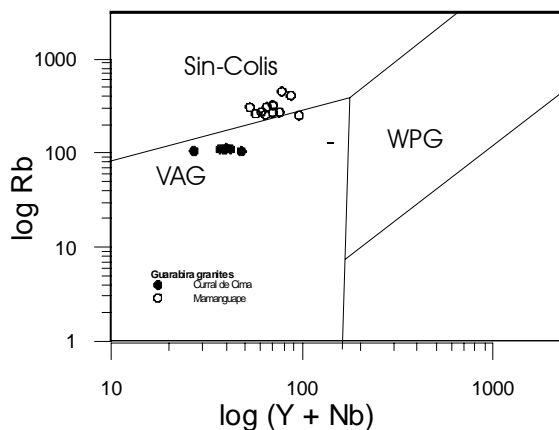 1000
100
10
1
log Rb
Sin-Colis
WPG
VAG
Guarabira granites
Curral de Cima
Mamanguape
10 100 1000
log (Y + Nb)